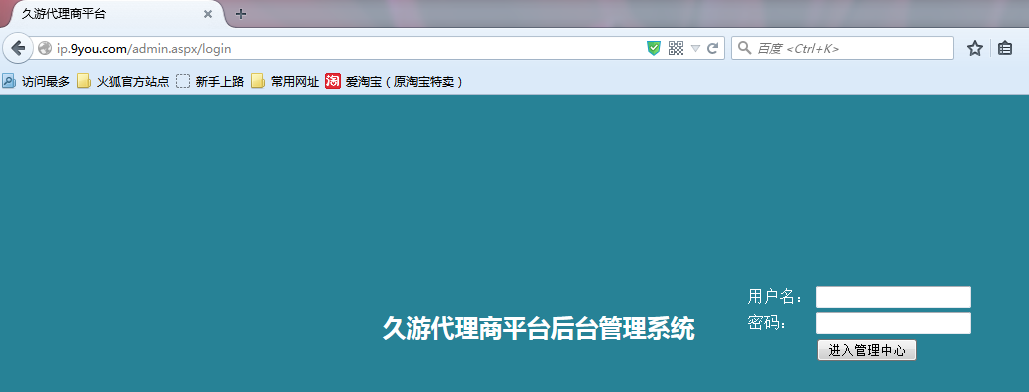 久游代理商平台
ip.9you.com/admin.aspx/login
百度 <Ctrl+K>
访问最多 火狐官方站点 新手上路 常用网址 淘 爱淘宝（原淘宝特卖）
用户名：
久游代理商平台后台管理系统
密码：
进入管理中心